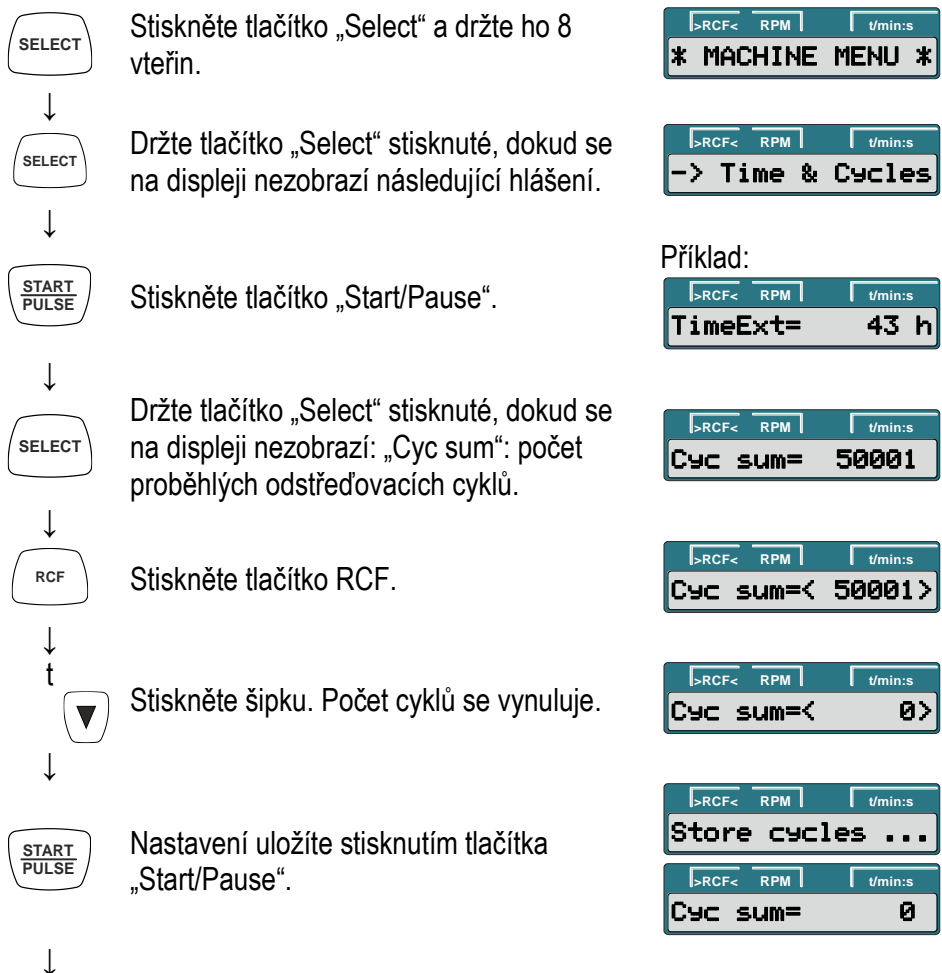 SELECT
Stiskněte tlačítko „Select“ a držte ho 8
vteřin.
>RCF< RPM t/min:s
* MACHINE MENU *
↓
SELECT
Držte tlačítko „Select“ stisknuté, dokud se
na displeji nezobrazí následující hlášení.
>RCF< RPM t/min:s
-> Time & Cycles
↓
START
PULSE
Stiskněte tlačítko „Start/Pause“.
Příklad:
>RCF< RPM t/min:s
TimeExt= 43 h
↓
SELECT
Držte tlačítko „Select“ stisknuté, dokud se
na displeji nezobrazí: „Cyc sum“: počet
proběhlých odstřeďovacích cyklů.
>RCF< RPM t/min:s
Cyc sum= 50001
↓
RCF
Stiskněte tlačítko RCF.
>RCF< RPM t/min:s
Cyc sum=< 50001>
↓
t
▼
Stiskněte šipku. Počet cyklů se vynuluje.
>RCF< RPM t/min:s
Cyc sum=< 0>
↓
START
PULSE
Nastavení uložíte stisknutím tlačítka
„Start/Pause“.
>RCF< RPM t/min:s
Store cycles ...
>RCF< RPM t/min:s
Cyc sum= 0
↓